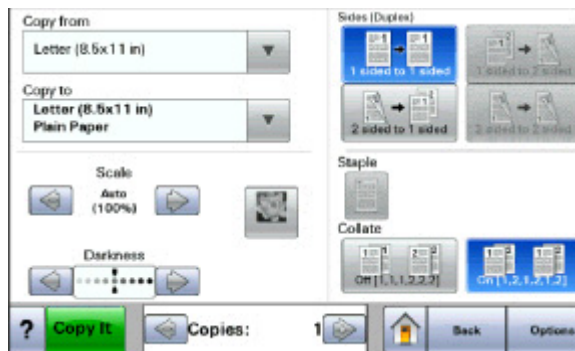 Copy from
Letter (8.5x11 in)
Copy to
Letter (8.5x11 in)
Plain Paper
Scale
Auto
(100%)
Darkness
Sides (Duplex)
1 sided to 1 sided
1 sided to 2 sided
2 sided to 1 sided
2 sided to 2 sided
Staple
Collate
Off [1,1,1,2,2,2]
On [1,2,1,2,1,2]
? Copy It Copies: 1 Back Options